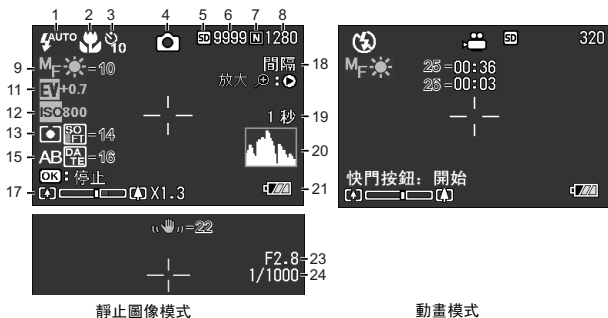 1 2 3 4 5 6 7 8
AUTO 10 SD 9999 N 1280
9 MF =10 間隔 18
放大 :
11 EV+0.7
12 ISO800 1 秒 19
13 SOFT =14
15 AB DATE =16 20
OK : 停止
17 X1.3 21
=22
F2.8 23
1/1000 24
靜止圖像模式
SD 320
MF
25=00:36
25=00:03
快門按鈕: 開始
動畫模式